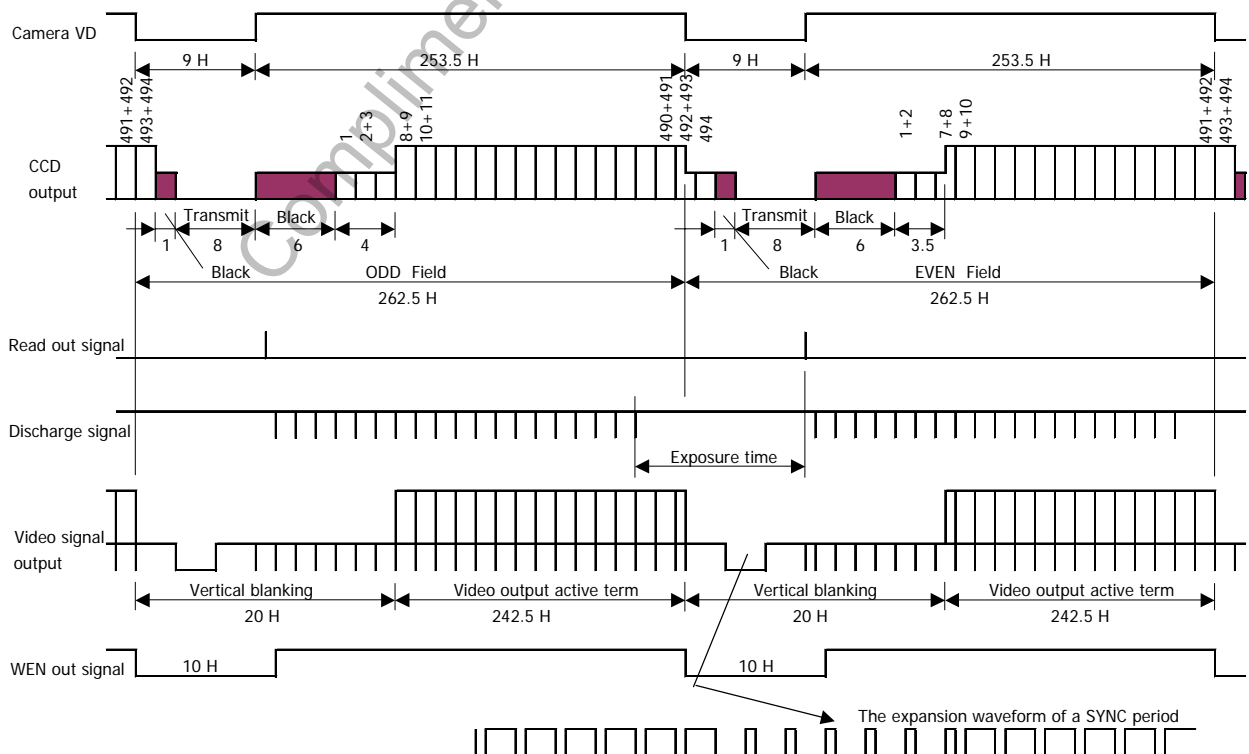 Camera VD
9 H
253.5 H
9 H
253.5 H
491+492
493+494
1
2+3
8+9
10+11
490+491
492+493
494
1+2
7+8
9+10
491+492
493+494
CCD
output
Transmit
Black
Transmit
Black
1
8
6
4
1
8
6
3.5
Black
ODD Field
Black
EVEN Field
262.5 H
262.5 H
Read out signal
Discharge signal
Exposure time
Video signal
output
Vertical blanking
Video output active term
Vertical blanking
Video output active term
20 H
242.5 H
20 H
242.5 H
WEN out signal
10 H
10 H
The expansion waveform of a SYNC period
Complime